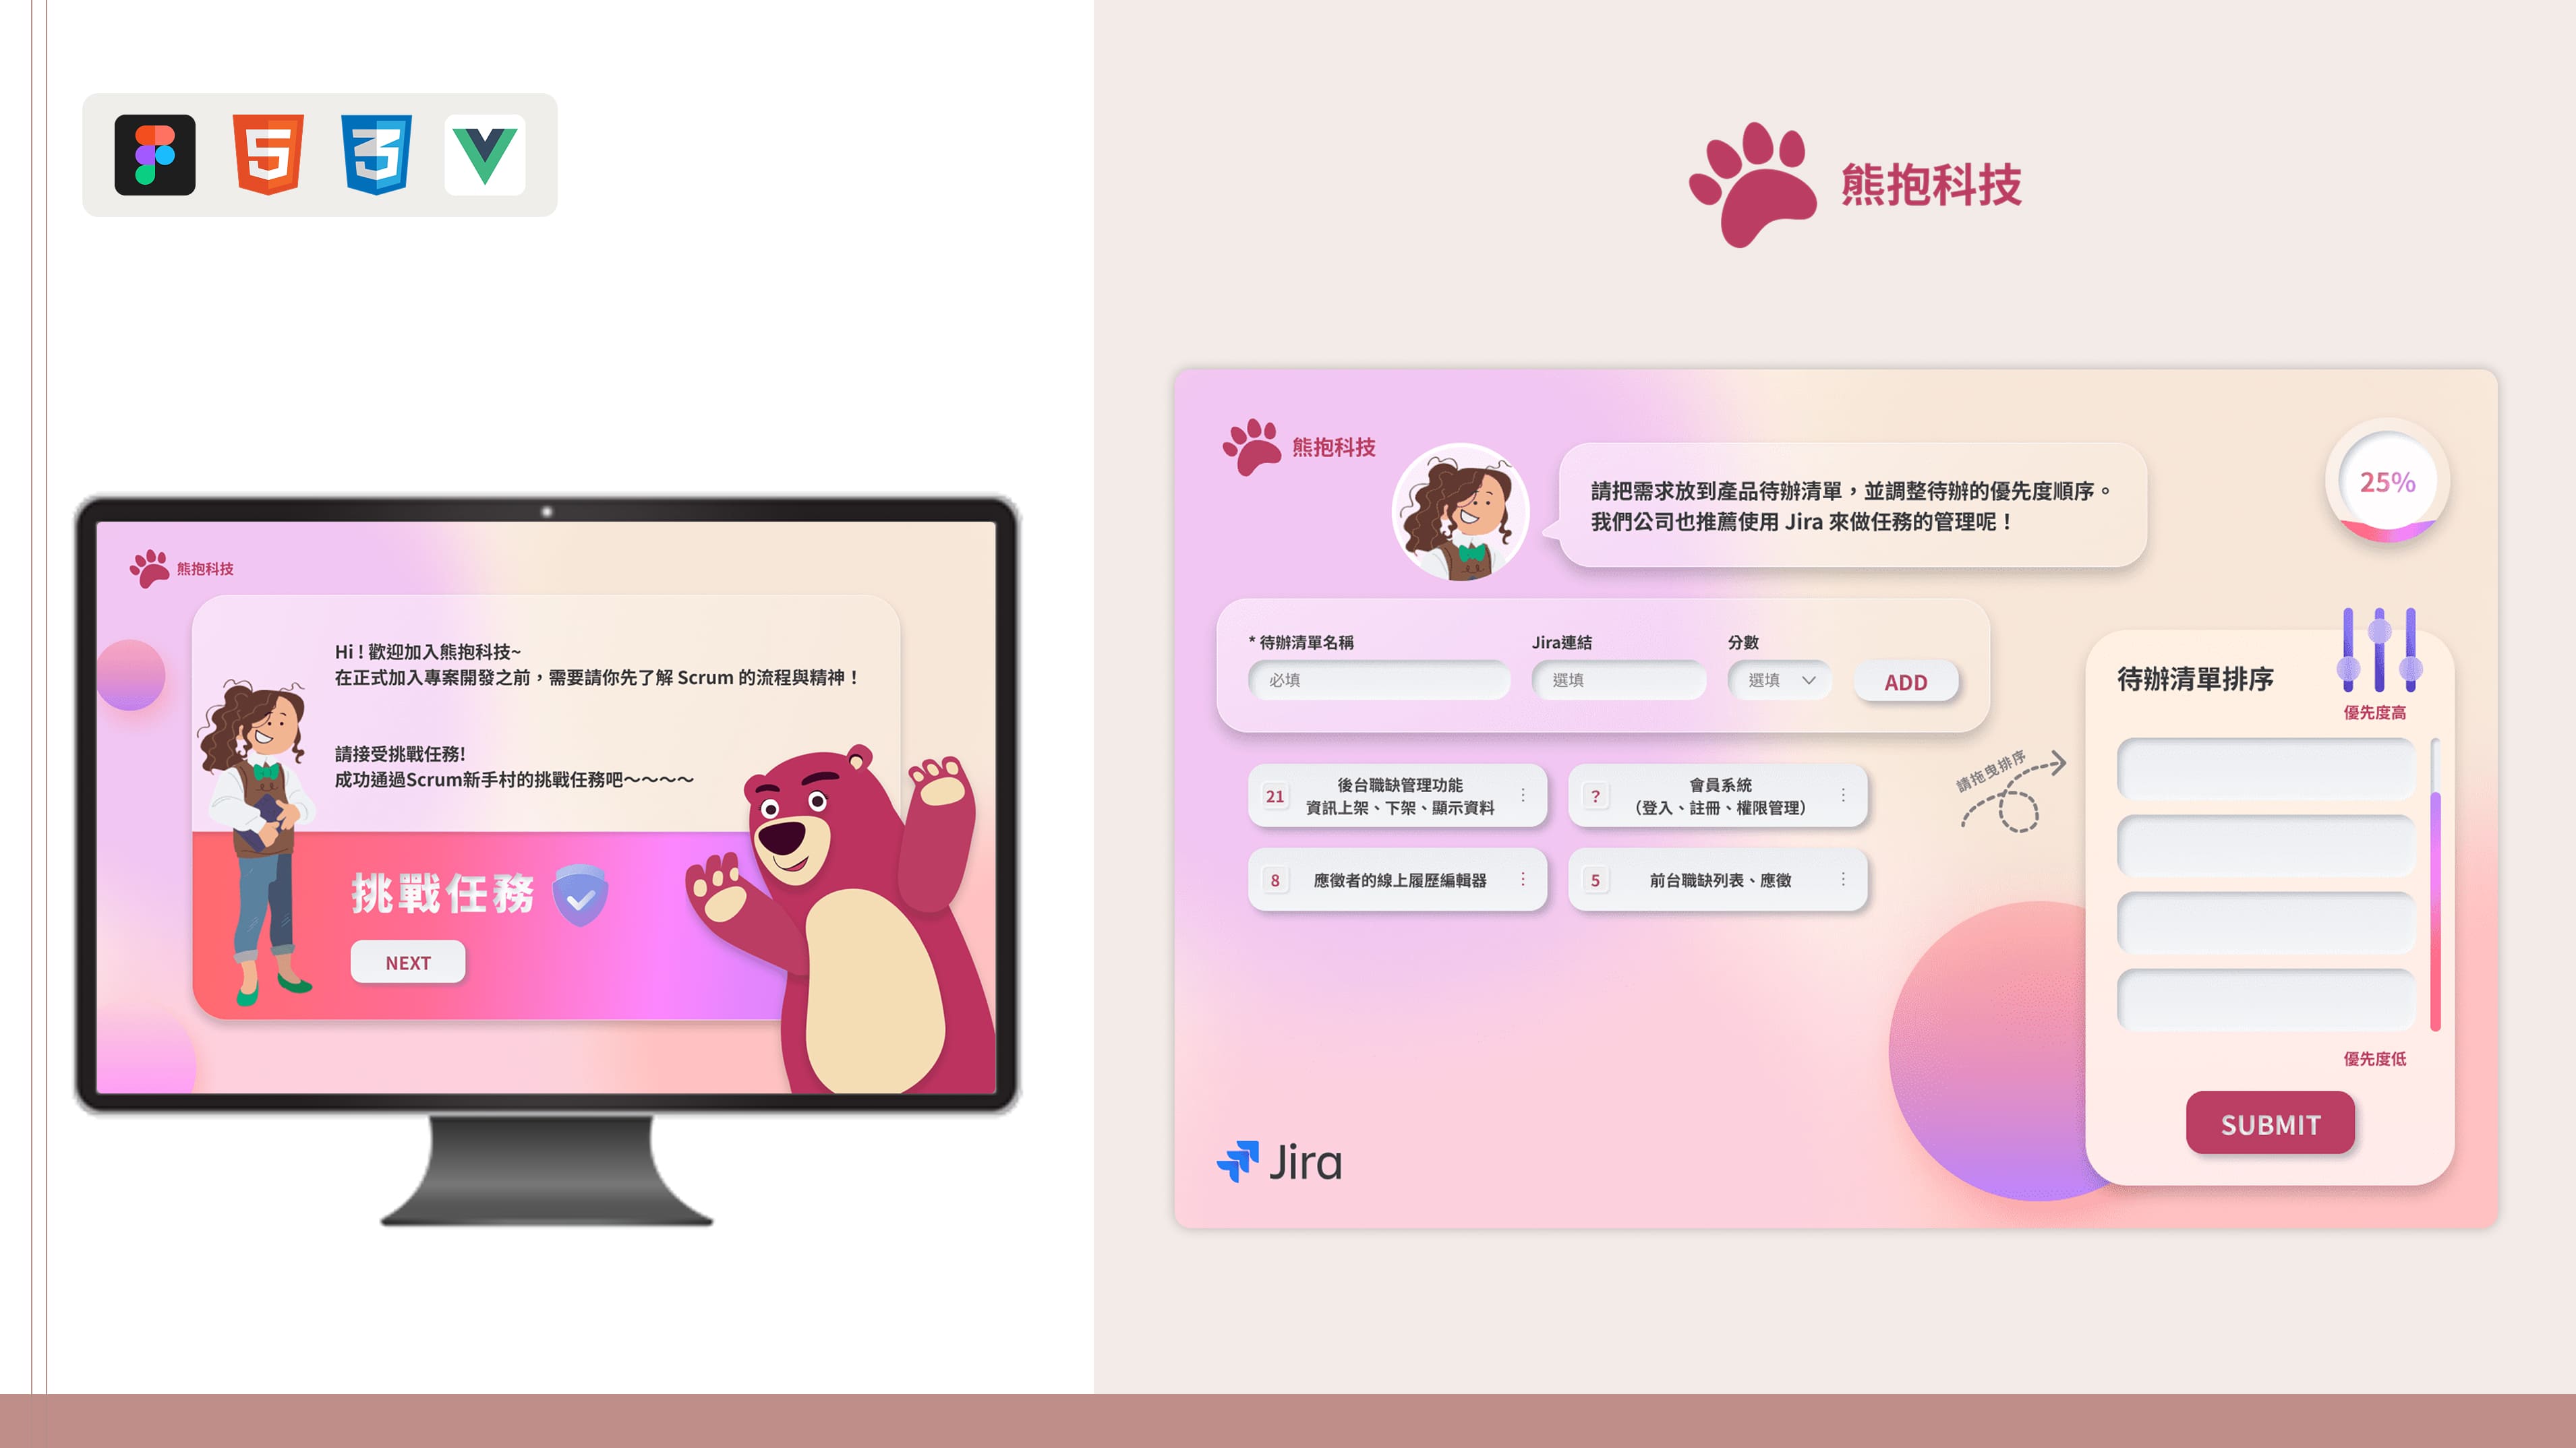 熊抱科技
熊抱科技
Hi ! 歡迎加入熊抱科技~
在正式加入專案開發之前，需要請你先了解 Scrum 的流程與精神！
請接受挑戰任務!
成功通過Scrum新手村的挑戰任務吧～～～～
挑戰任務
NEXT
熊抱科技
請把需求放到產品待辦清單，並調整待辦的優先度順序。
我們公司也推薦使用 Jira 來做任務的管理呢！
25%
* 待辦清單名稱
Jira連結
分數
必填
選填
選填
ADD
21
後台職缺管理功能
資訊上架、下架、顯示資料
?
會員系統
（登入、註冊、權限管理）
8
應徵者的線上履歷編輯器
5
前台職缺列表、應徵
請拖曳排序
待辦清單排序
優先度高
優先度低
SUBMIT
Jira